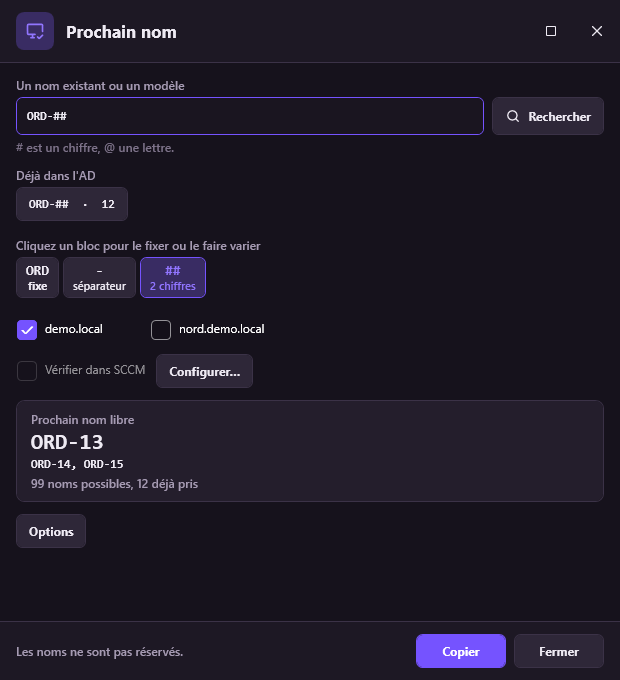 Prochain nom
Un nom existant ou un modèle
ORD-##
Rechercher
# est un chiffre, @ une lettre.
Déjà dans l'AD
ORD-## · 12
Cliquez un bloc pour le fixer ou le faire varier
ORD - ##
fixe séparateur 2 chiffres
demo.local nord.demo.local
Vérifier dans SCCM Configurer...
Prochain nom libre
ORD-13
ORD-14, ORD-15
99 noms possibles, 12 déjà pris
Options
Les noms ne sont pas réservés. Copier Fermer